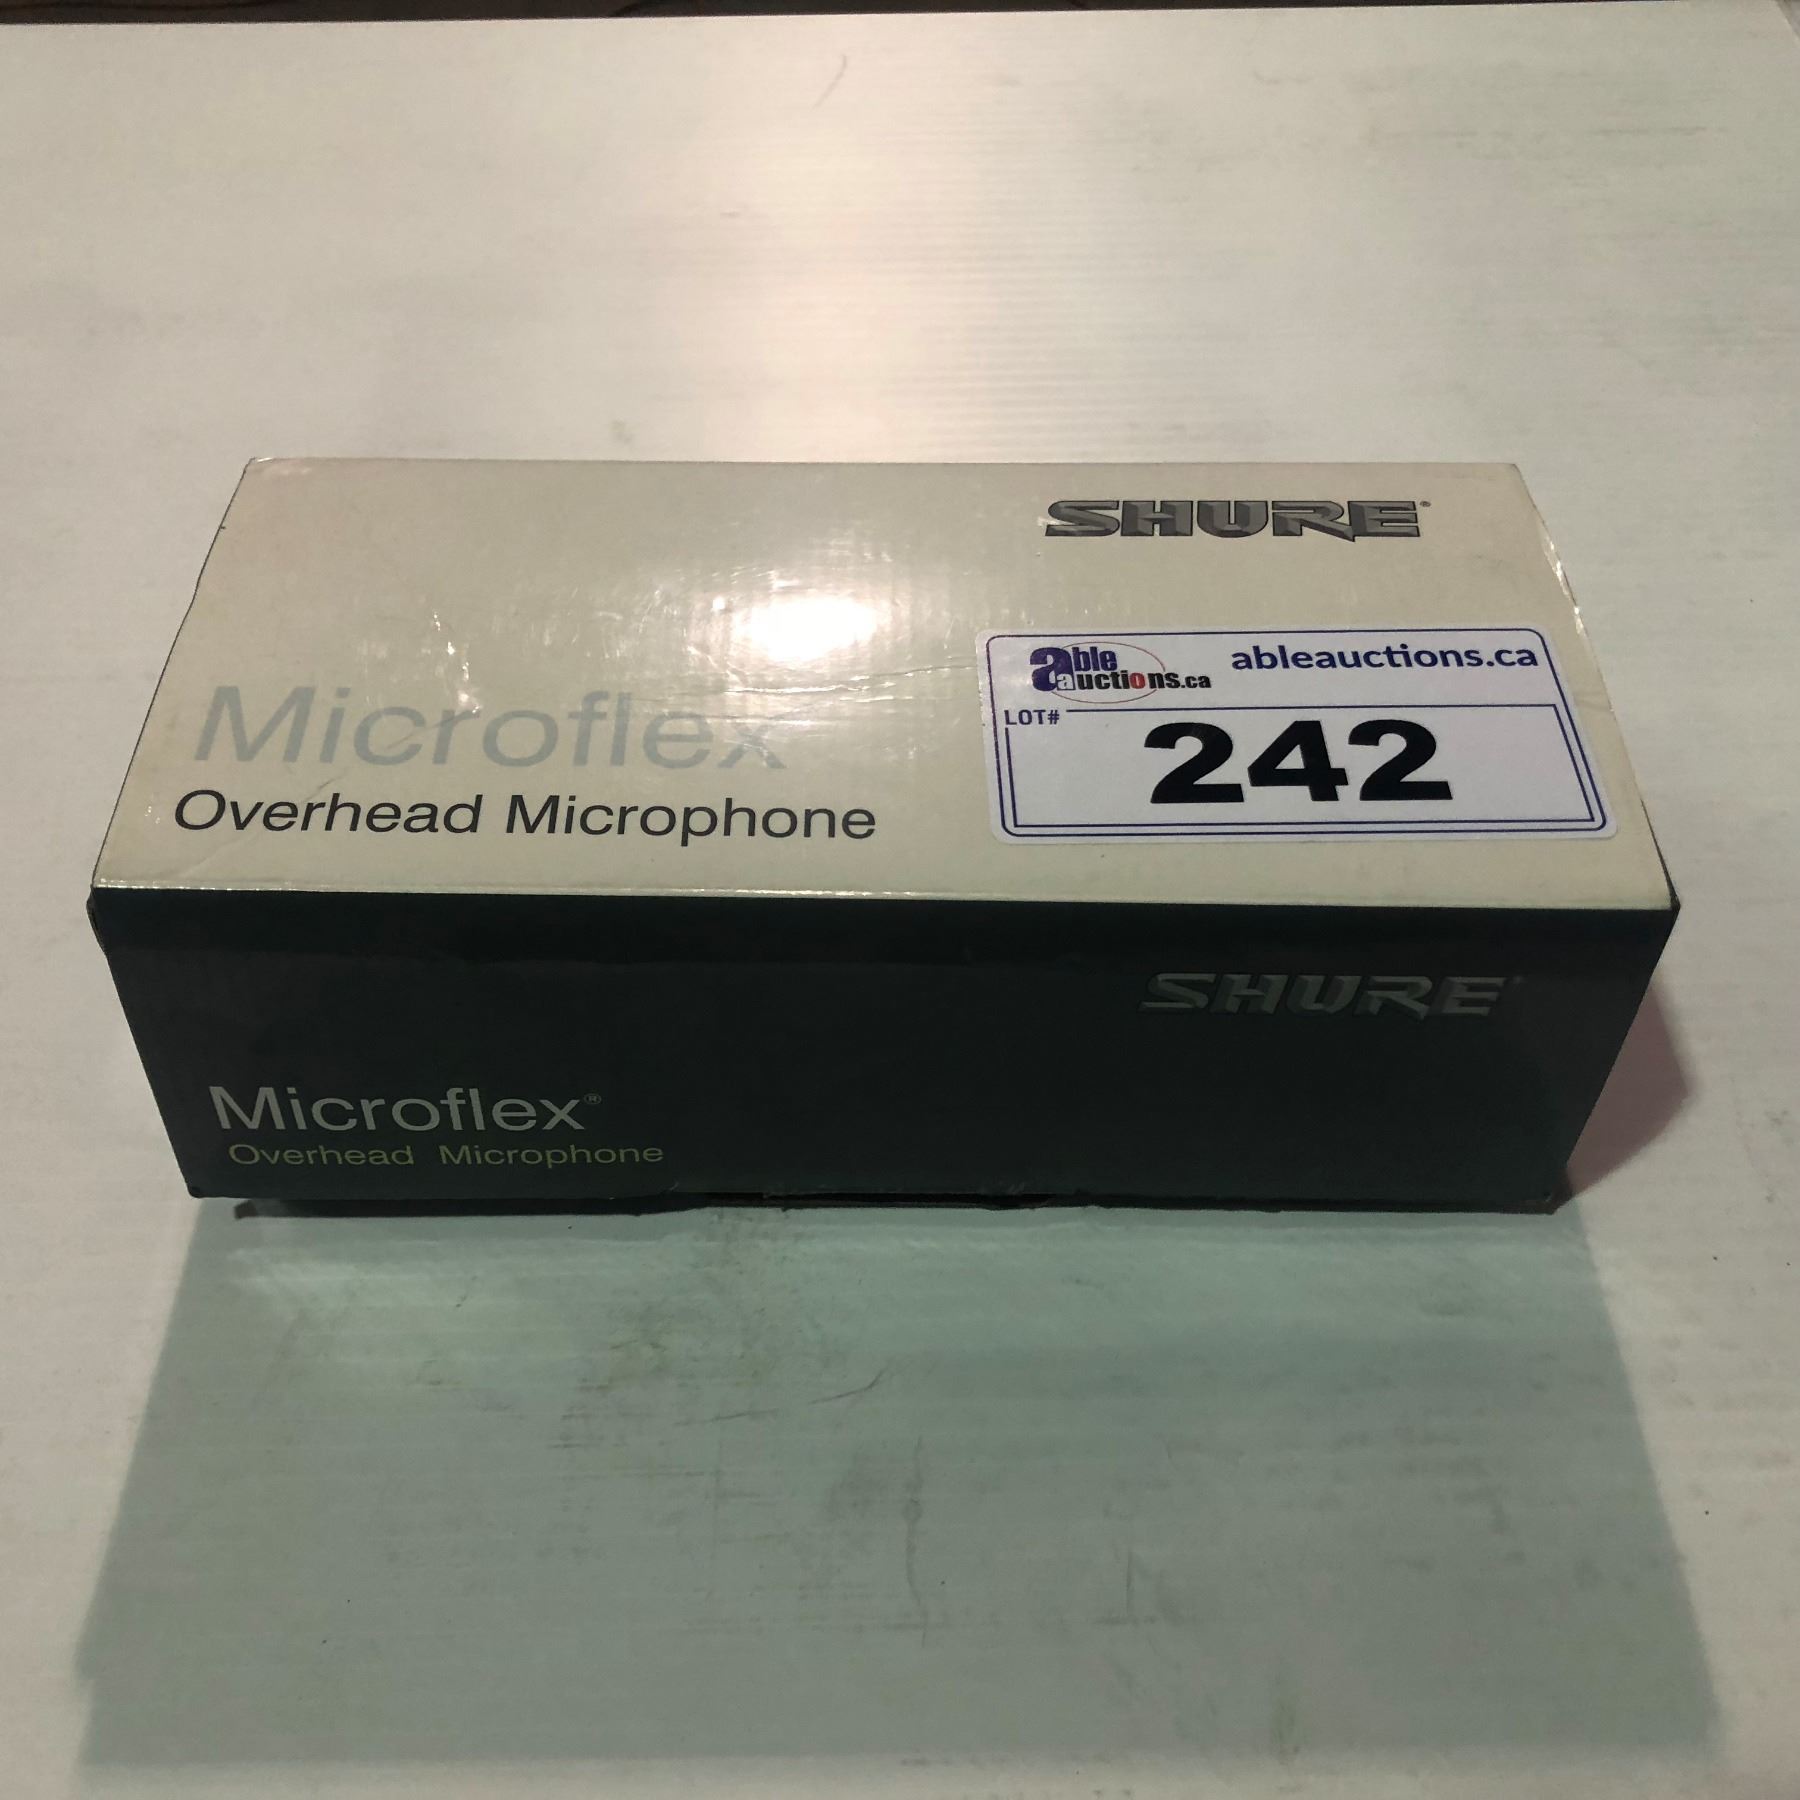 SHURE®
able auctions.ca
ableauctions.ca
LOT#
242
Microflex
Overhead Microphone
SHURE®
Microflex®
Overhead Microphone